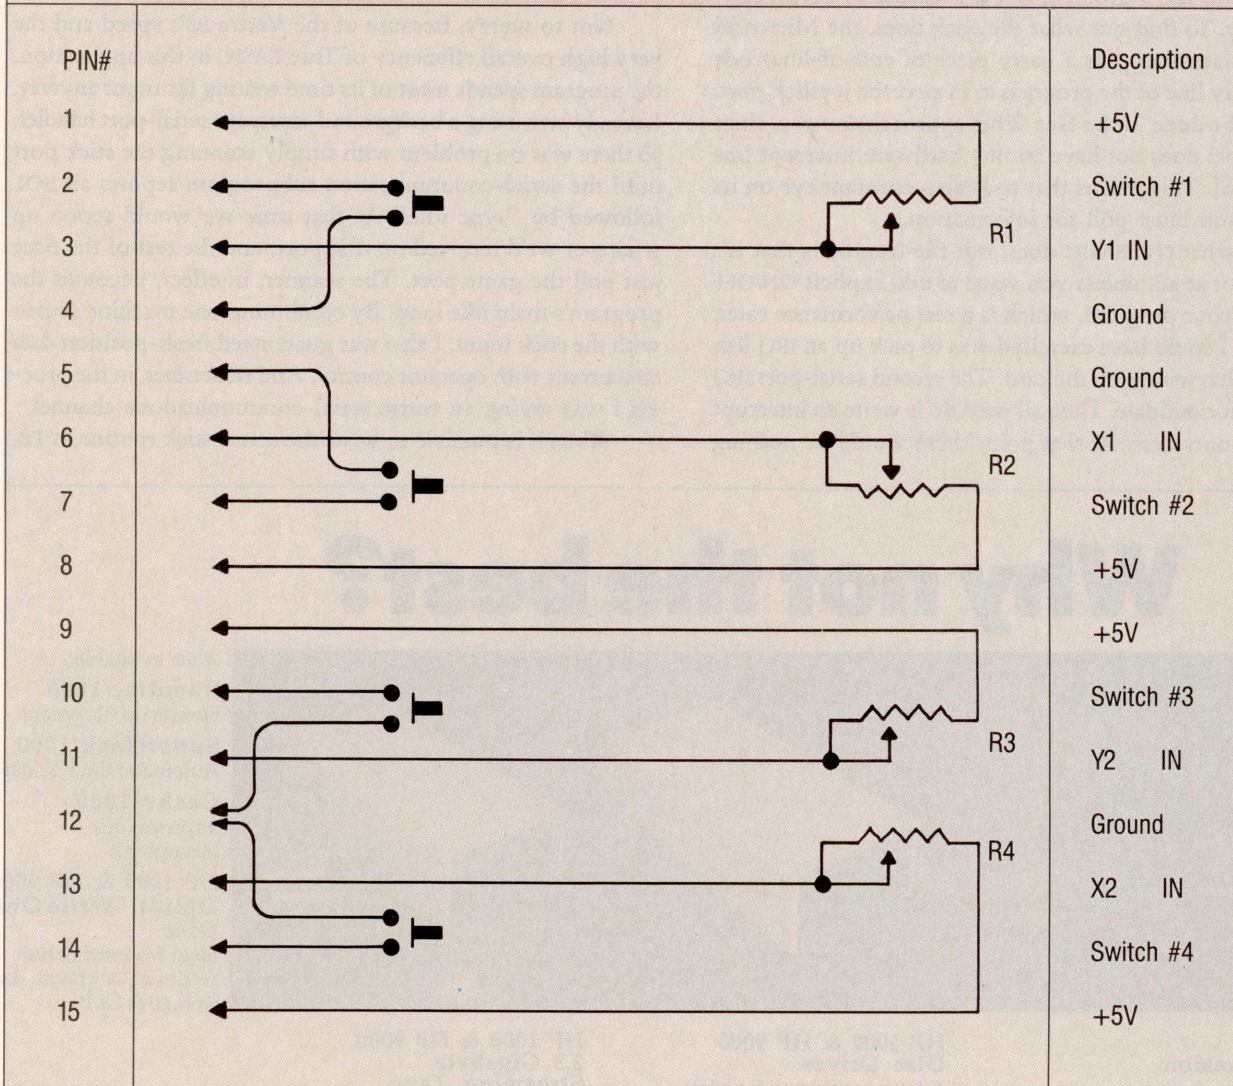 PIN# Description
1 +5V
2 Switch #1
R1
3 Y1 IN
4 Ground
5 Ground
6 X1 IN
R2
7 Switch #2
8 +5V
9 +5V
10 Switch #3
R3
11 Y2 IN
12 Ground
R4
13 X2 IN
14 Switch #4
15 +5V